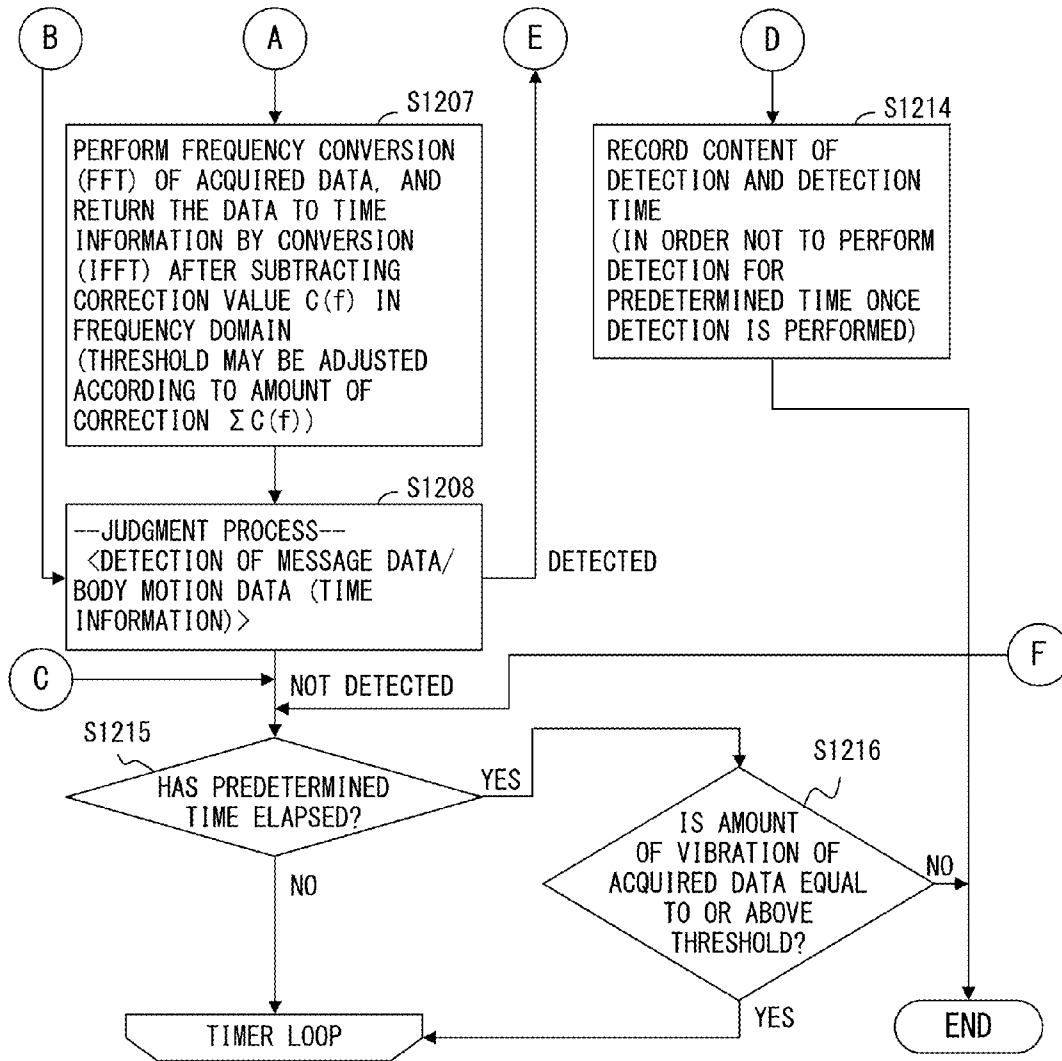 B
A
E
D
S1207
PERFORM FREQUENCY CONVERSION
(FFT) OF ACQUIRED DATA, AND
RETURN THE DATA TO TIME
INFORMATION BY CONVERSION
(IFFT) AFTER SUBTRACTING
CORRECTION VALUE C(f) IN
FREQUENCY DOMAIN
(THRESHOLD MAY BE ADJUSTED
ACCORDING TO AMOUNT OF
CORRECTION ΣC(f))
S1214
RECORD CONTENT OF
DETECTION AND DETECTION
TIME
(IN ORDER NOT TO PERFORM
DETECTION FOR
PREDETERMINED TIME ONCE
DETECTION IS PERFORMED)
S1208
--JUDGMENT PROCESS--
<DETECTION OF MESSAGE DATA/
BODY MOTION DATA (TIME
INFORMATION)>
DETECTED
C
NOT DETECTED
F
S1215
HAS PREDETERMINED
TIME ELAPSED?
YES
NO
S1216
IS AMOUNT
OF VIBRATION OF
ACQUIRED DATA EQUAL
TO OR ABOVE
THRESHOLD?
NO
YES
TIMER LOOP
END